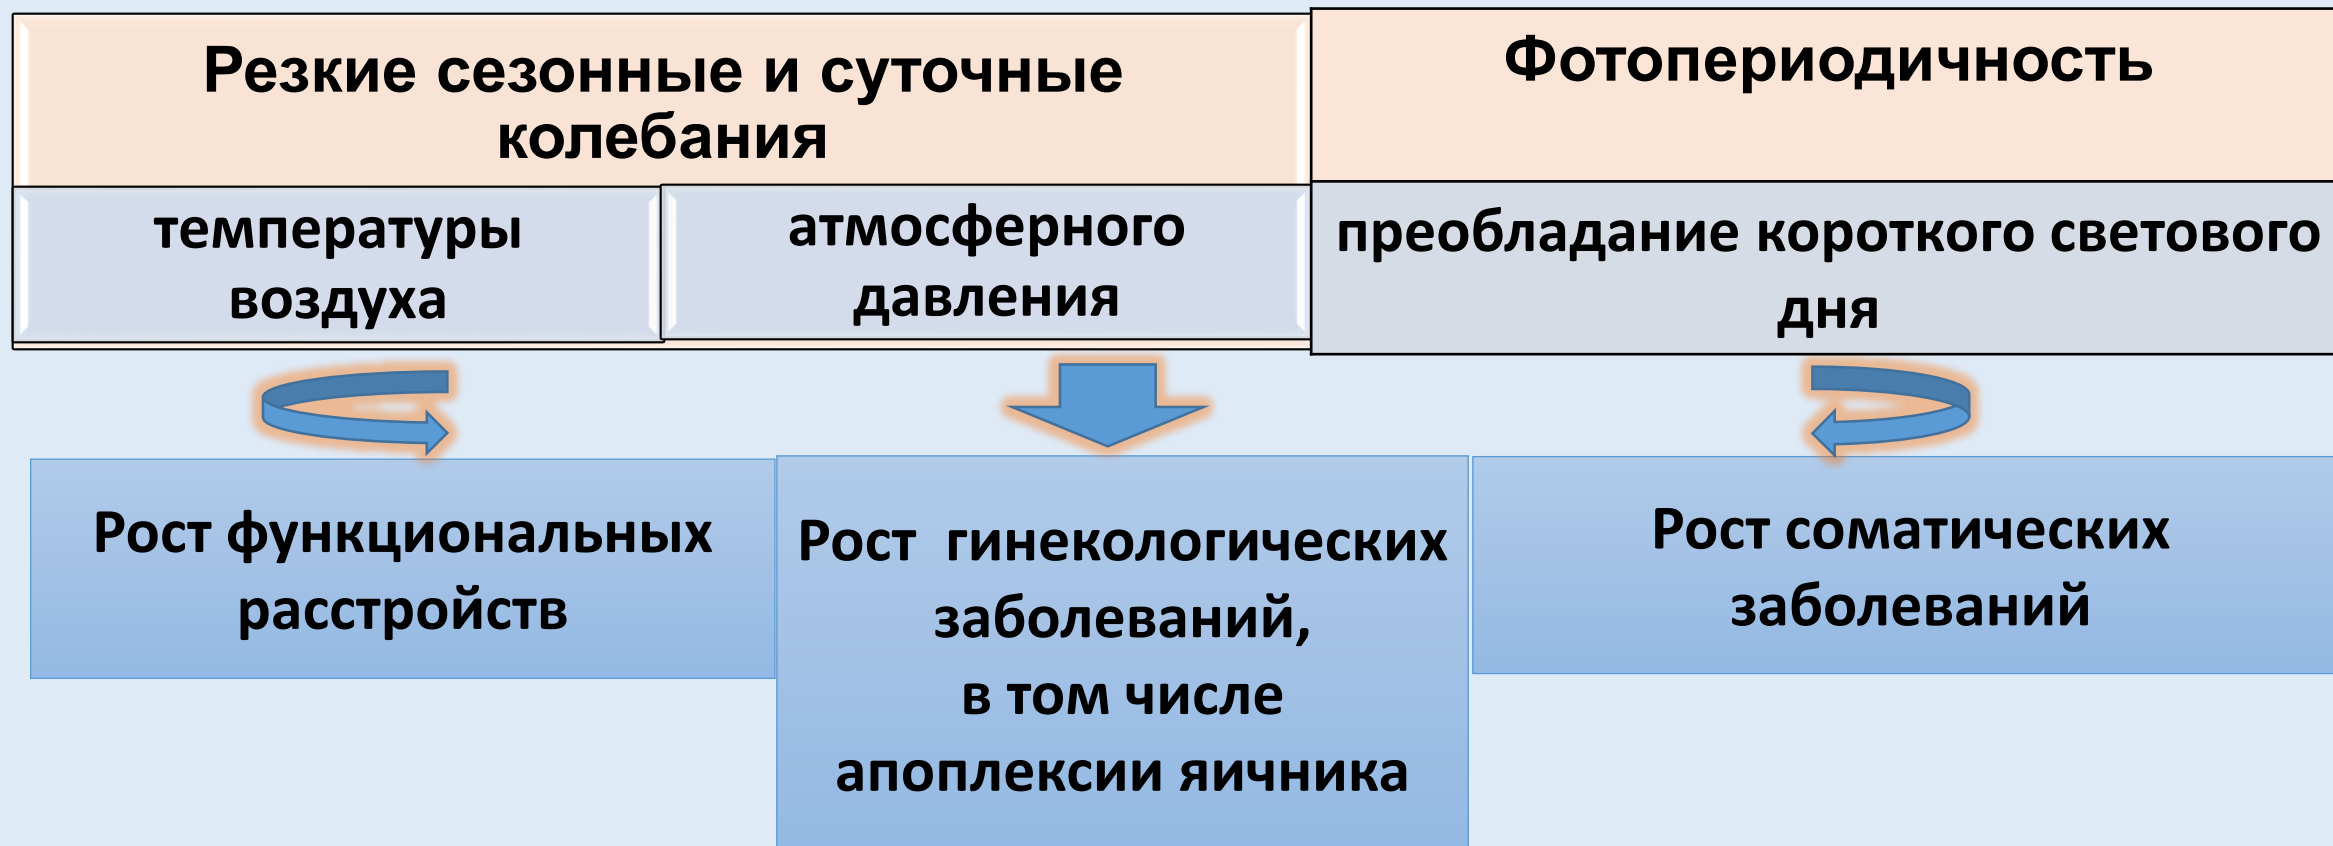 Резкие сезонные и суточные
колебания
Фотопериодичность
температуры
воздуха
атмосферного
давления
преобладание короткого светового
дня
Рост функциональных
расстройств
Рост гинекологических
заболеваний,
в том числе
апоплексии яичника
Рост соматических
заболеваний